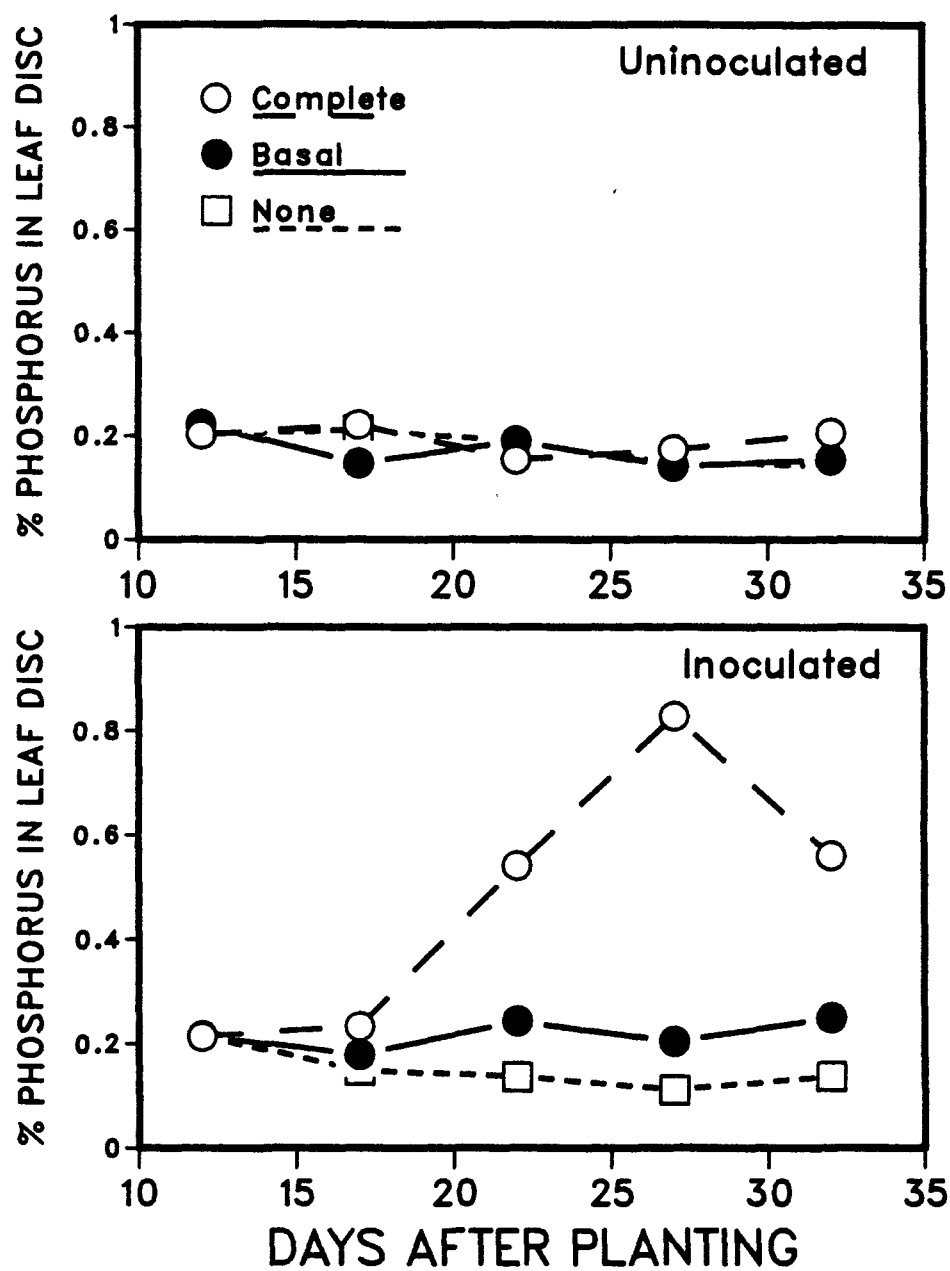 % PHOSPHORUS IN LEAF DISC
1
0.8
0.6
0.4
0.2
0
Uninoculated
Complete
Basal
None
10 15 20 25 30 35
% PHOSPHORUS IN LEAF DISC
1
0.8
0.6
0.4
0.2
0
Inoculated
10 15 20 25 30 35
DAYS AFTER PLANTING